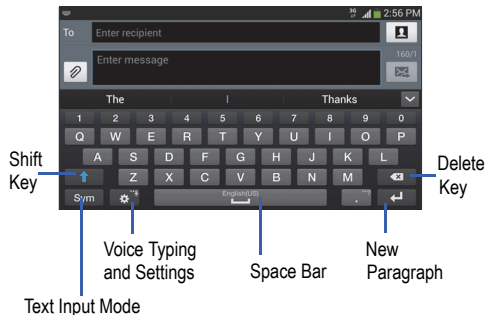 3G 2:56 PM
To Enter recipient
Enter message 160/1
The I Thanks
1 2 3 4 5 6 7 8 9 0
Q W E R T Y U I O P
A S D F G H J K L
Z X C V B N M
Sym English(US) .
Shift
Key
Delete
Key
Voice Typing
and Settings
Space Bar
New
Paragraph
Text Input Mode